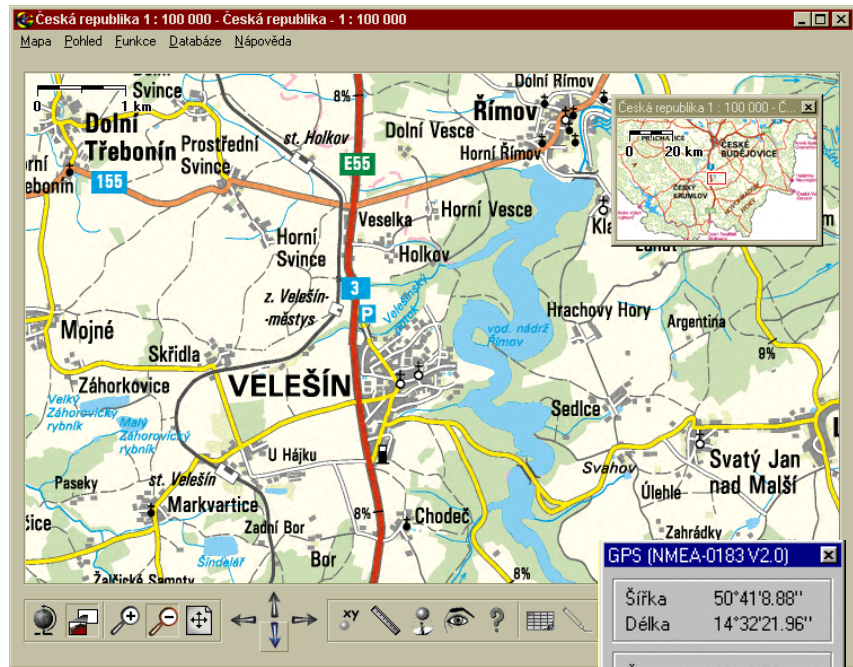 Česká republika 1 : 100 000 - Česká republika - 1 : 100 000
Mapa Pohled Funkce Databáze Nápověda
Svince
0 1 km
8%
Dolní Římov
Římov
Dolní
Třebonín
Prostřední
Svince
st. Holkov
Dolní Vesce
Horní Římov
155
E55
Veselka
Horní Vesce
Horní
Svince
Holkov
z. Velešín-
-městys
3
P
Velešínský
potok
vod. nádrž
Římov
Hrachovy Hory
Argentina
9%
Mojné
Skřidla
Záhorkovice
VELEŠÍN
Velký
Záhorovický
rybník
Malý
Záhorovický
rybník
Sedlce
U Hájku
Svahov
Svatý Jan
nad Malší
Paseky
st. Velešín
Úlehle
Markvartice
Zadní Bor
8%
Chodeč
Zahrádky
Šindelář
Bor
8%
Žalčické Samoty
Česká republika 1 : 100 000 - Č...
0 20 km
ČESKÉ
BUDĚJOVICE
ČESKÝ
KRUMLOV
xy
GPS (NMEA-0183 V2.0)
Šířka 50°41'8.88''
Délka 14°32'21.96''